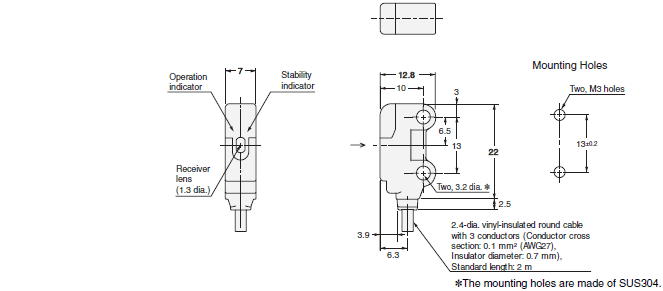 7
Operation
indicator
Stability
indicator
Receiver
lens
(1.3 dia.)
12.8
10
3
6.5
13
22
Two, 3.2 dia. ✻
2.5
3.9
6.3
Mounting Holes
Two, M3 holes
13±0.2
2.4-dia. vinyl-insulated round cable
with 3 conductors (Conductor cross
section: 0.1 mm² (AWG27),
Insulator diameter: 0.7 mm),
Standard length: 2 m
✻The mounting holes are made of SUS304.